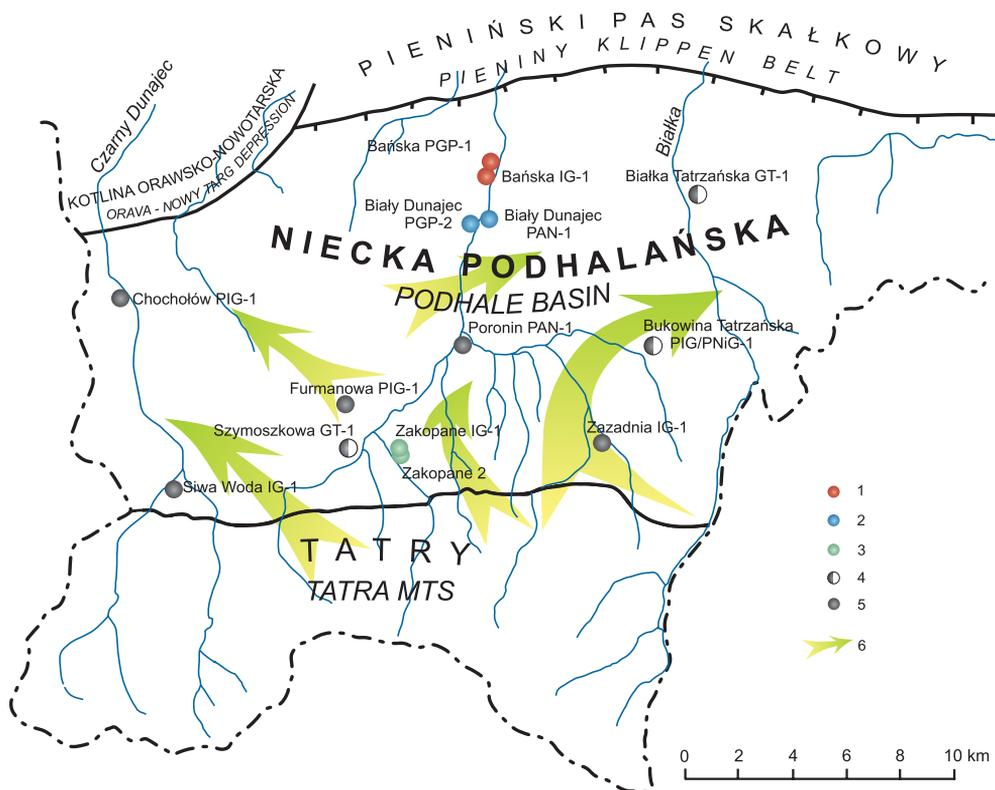 PIENIŃSKI PAS SKAŁKOWY
PIENINY KLIPPEN BELT
Czarny Dunajec
KOTLINA ORAWSKO-NOWOTARSKA
ORAVA - NOWY TARG DEPRESSION
Białka
Bańska PGP-1
Bańska IG-1
Białka Tatrzańska GT-1
Biały Dunajec
PGP-2
Biały Dunajec
PAN-1
NIECKA PODHALAŃSKA
PODHALE BASIN
Chochołów PIG-1
Poronin PAN-1
Bukowina Tatrzańska
PIG/PNiG-1
Furmanowa PIG-1
Szymoszkowa GT-1
Zakopane IG-1
Zazadnia IG-1
Zakopane 2
Siwa Woda IG-1
TATRY
TATRA MTS
1
2
3
4
5
6
0 2 4 6 8 10 km